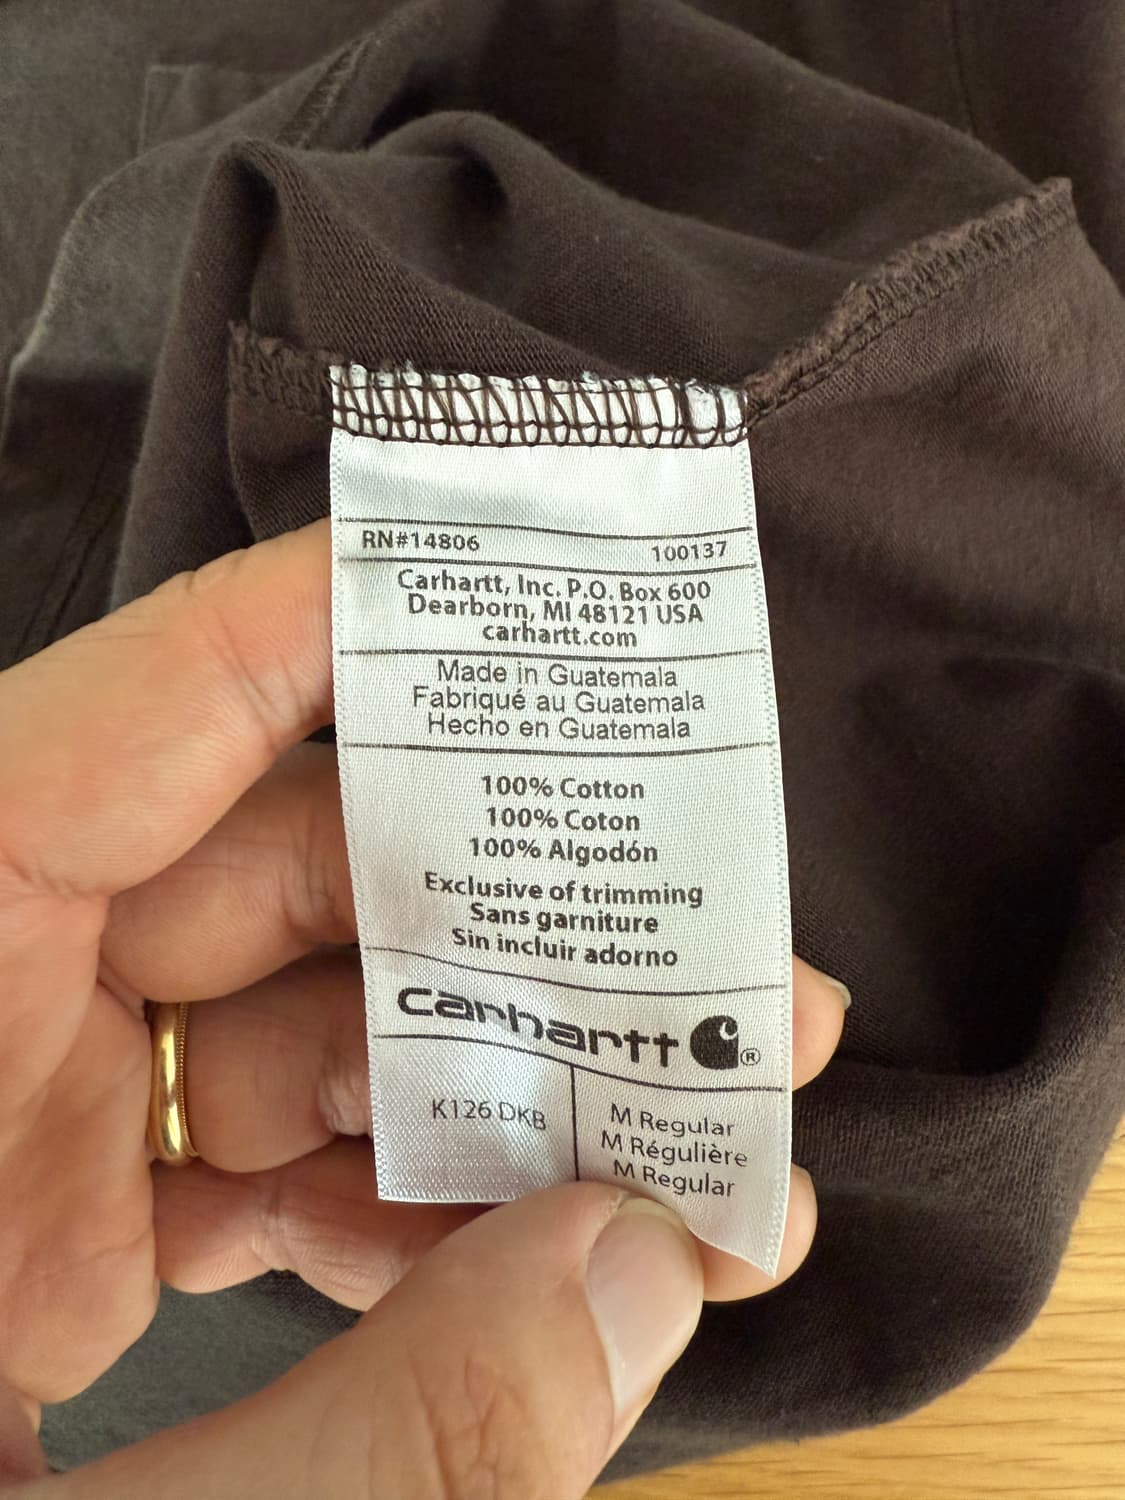 RN#14806 100137
Carhartt, Inc. P.O. Box 600
Dearborn, MI 48121 USA
carhartt.com
Made in Guatemala
Fabriqué au Guatemala
Hecho en Guatemala
100% Cotton
100% Coton
100% Algodón
Exclusive of trimming
Sans garniture
Sin incluir adorno
carhartt ®
K126 DKB
M Regular
M Régulière
M Regular